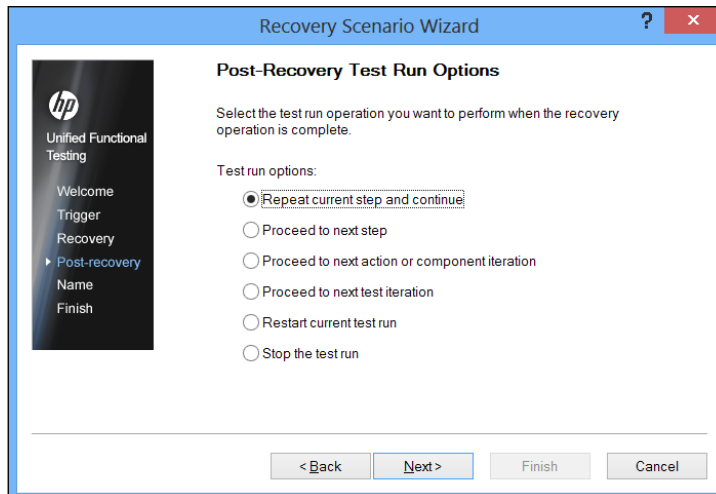 Recovery Scenario Wizard
?
x
hp
Unified Functional
Testing
Welcome
Trigger
Recovery
Post-recovery
Name
Finish
Post-Recovery Test Run Options
Select the test run operation you want to perform when the recovery
operation is complete.
Test run options:
Repeat current step and continue
Proceed to next step
Proceed to next action or component iteration
Proceed to next test iteration
Restart current test run
Stop the test run
< Back Next > Finish Cancel